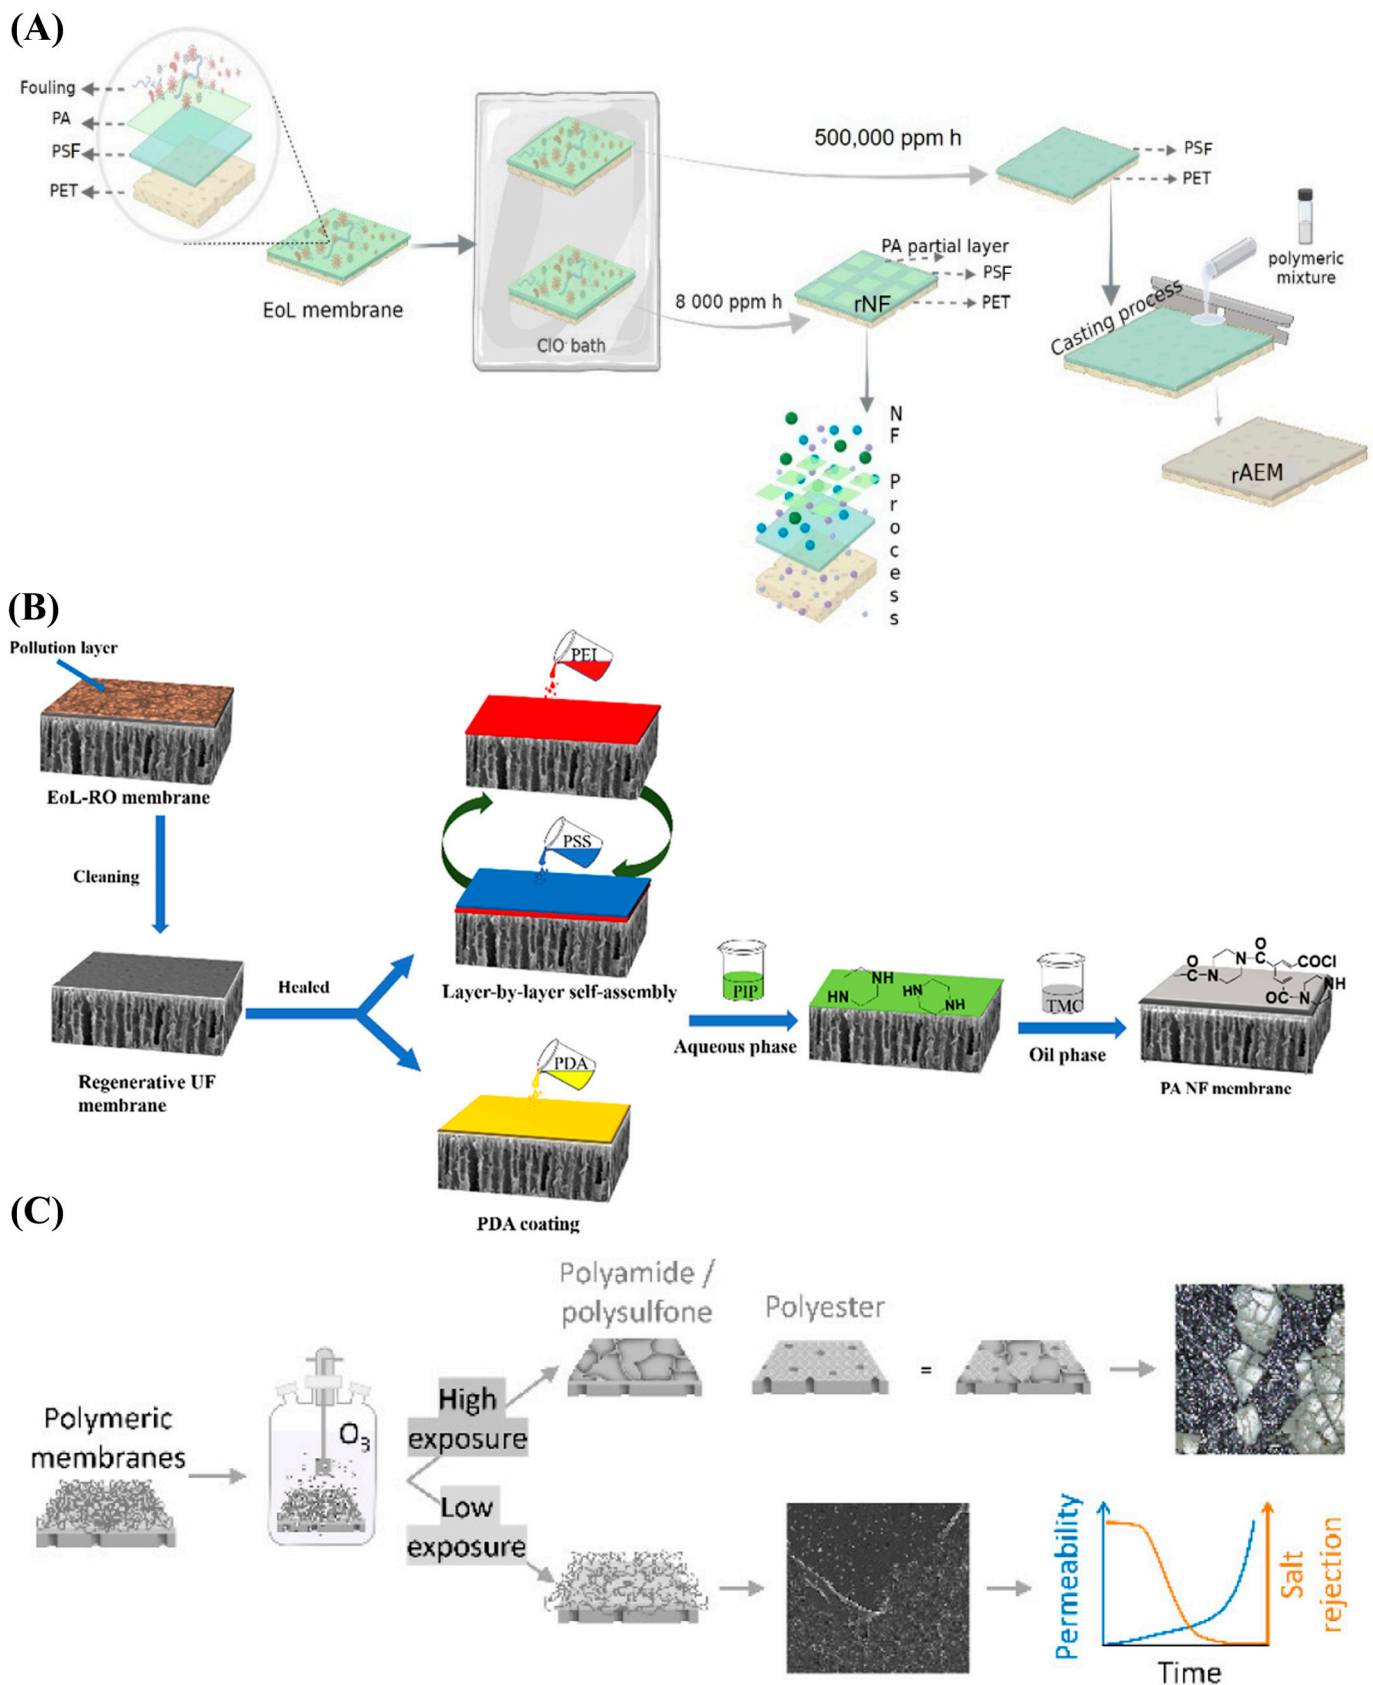 (A)
Fouling
PA
PSF
PET
EoL membrane
ClO⁻ bath
500,000 ppm h
8 000 ppm h
PSF
PET
PA partial layer
PSF
PET
rNF
polymeric
mixture
Casting process
rAEM
NF Process
(B)
Pollution layer
EoL-RO membrane
Cleaning
Regenerative UF
membrane
Healed
PEI
PSS
Layer-by-layer self-assembly
PDA
PDA coating
PIP
Aqueous phase
NH
HN
HN
NH
TMC
Oil phase
O
N
O
COCl
O
N
OC
N
NH
PA NF membrane
(C)
Polymeric
membranes
O3
High
exposure
Low
exposure
Polyamide /
polysulfone
Polyester
=
Permeability
Salt
rejection
Time